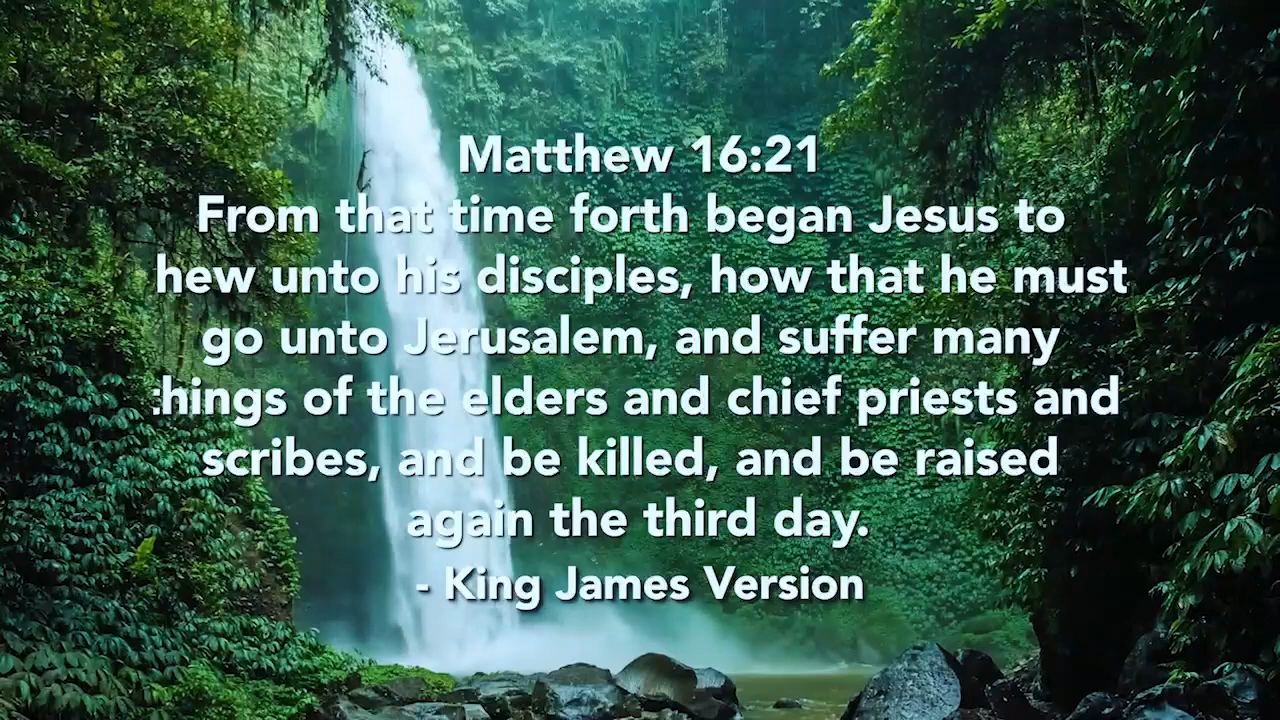 Matthew 16:21
From that time forth began Jesus to
hew unto his disciples, how that he must
go unto Jerusalem, and suffer many
hings of the elders and chief priests and
scribes, and be killed, and be raised
again the third day.
- King James Version